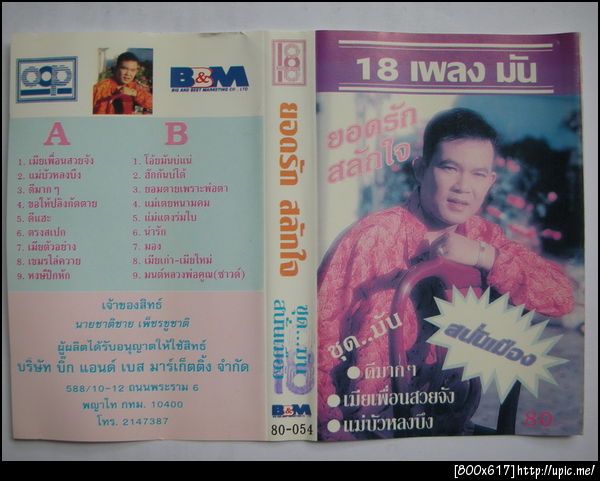 aap
B&M
BIG AND BEST MARKETING CO., LTD
A
1. เมียเพื่อนสวยจัง
2. แม่บัวหลงบึง
3. ดีมาก ๆ
4. ขอให้ปลิงกัดตาย
5. ดีแฮะ
6. ตรงสเปก
7. เมียตัวอย่าง
8. เขมรไล่ควาย
9. หงษ์ปีกหัก
B
1. โอ้ยมันบ่แน่
2. ฮักกันบ่ได้
3. ยอมตายเพราะพ่อตา
4. แม่เตยหนามคม
5. แม่แตงร่มใบ
6. น่ารัก
7. มอง
8. เมียเก่า-เมียใหม่
9. มนต์หลวงพ่อคูณ(ซาวด์)
เจ้าของสิทธ์
นายชาติชาย เพ็ชรชูชาติ
ผู้ผลิตได้รับอนุญาตให้ใช้สิทธ์
บริษัท บิ๊ก แอนด์ เบส มาร์เก็ตติ้ง จำกัด
588/10-12 ถนนพระราม 6
พญาไท กทม. 10400
โทร. 2147387
18
ยอดรัก สลักใจ
ชุด...มัน
สนั่นเมือง
B&M
80-054
18 เพลง มัน
ยอดรัก
สลักใจ
ชุด..มัน
สนั่นเมือง
ดีมาก ๆ
เมียเพื่อนสวยจัง
แม่บัวหลงบึง
80.-
[800x617]http://upic.me/